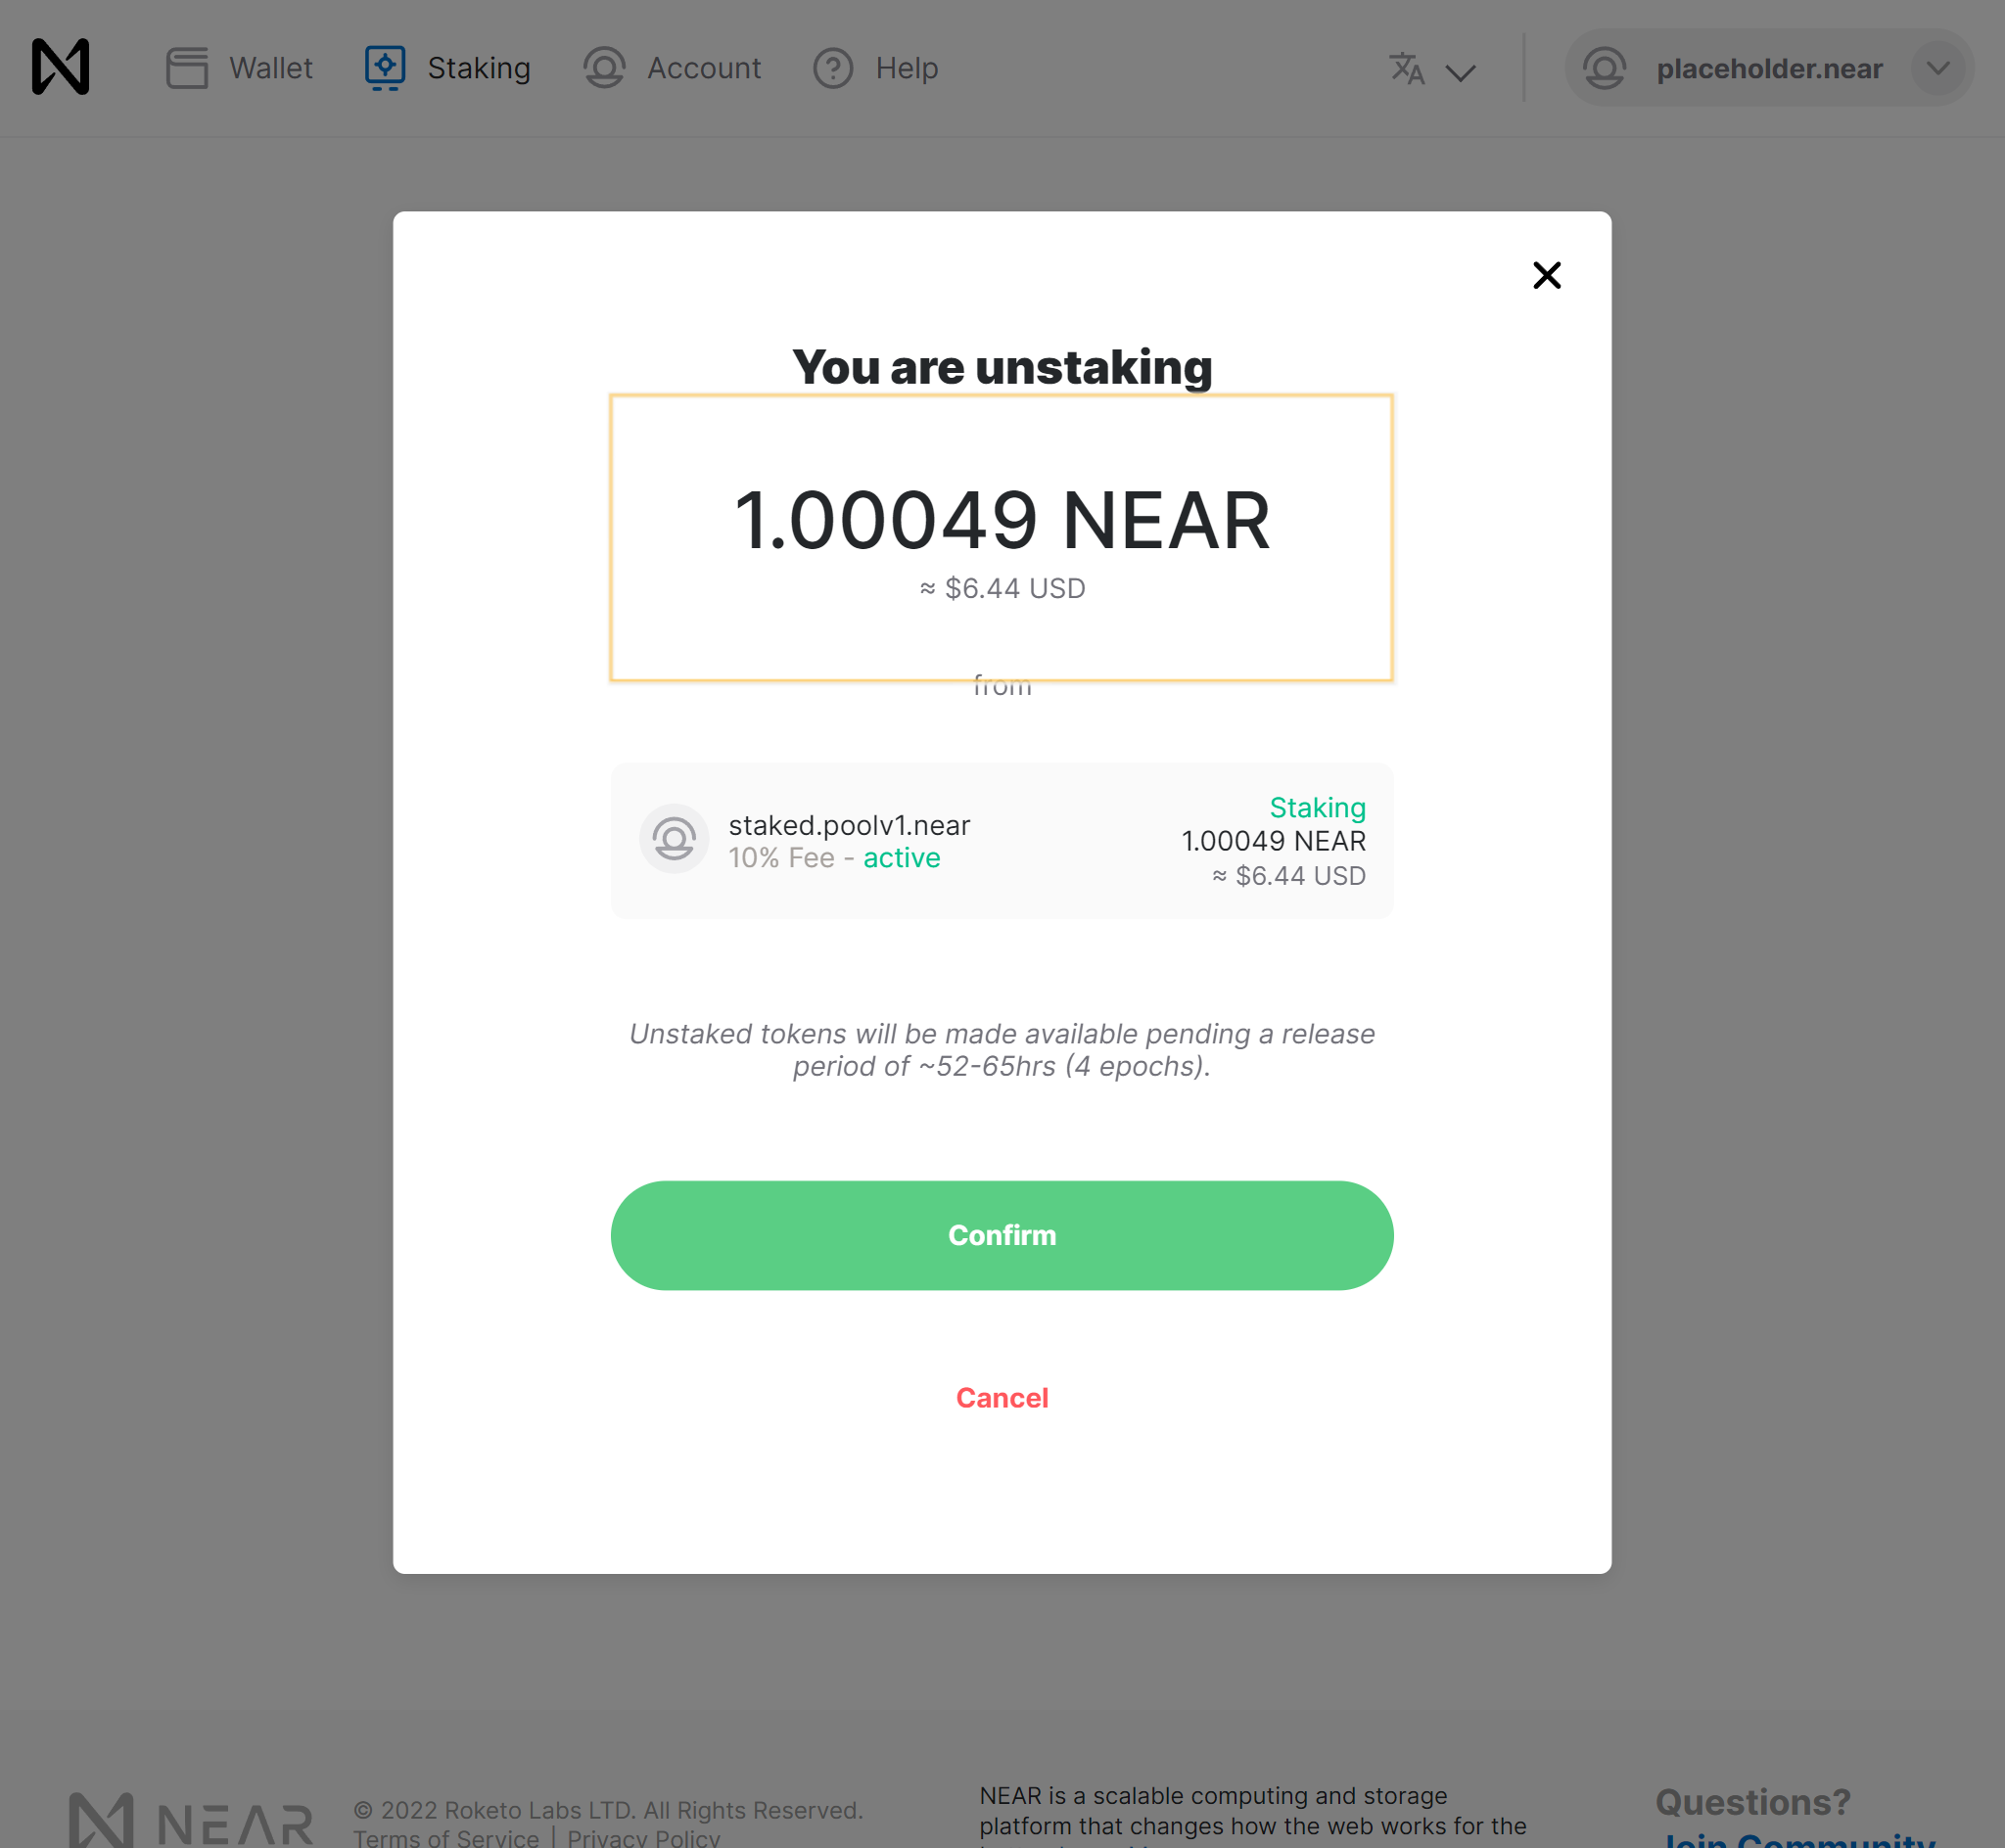 Wallet
Staking
Account
Help
placeholder.near
You are unstaking
1.00049 NEAR
≈ $6.44 USD
from
staked.poolv1.near
10% Fee - active
Staking
1.00049 NEAR
≈ $6.44 USD
Unstaked tokens will be made available pending a release
period of ~52-65hrs (4 epochs).
Confirm
Cancel
NEAR
© 2022 Roketo Labs LTD. All Rights Reserved.
Terms of Service | Privacy Policy
NEAR is a scalable computing and storage
platform that changes how the web works for the
Questions?
Join Community